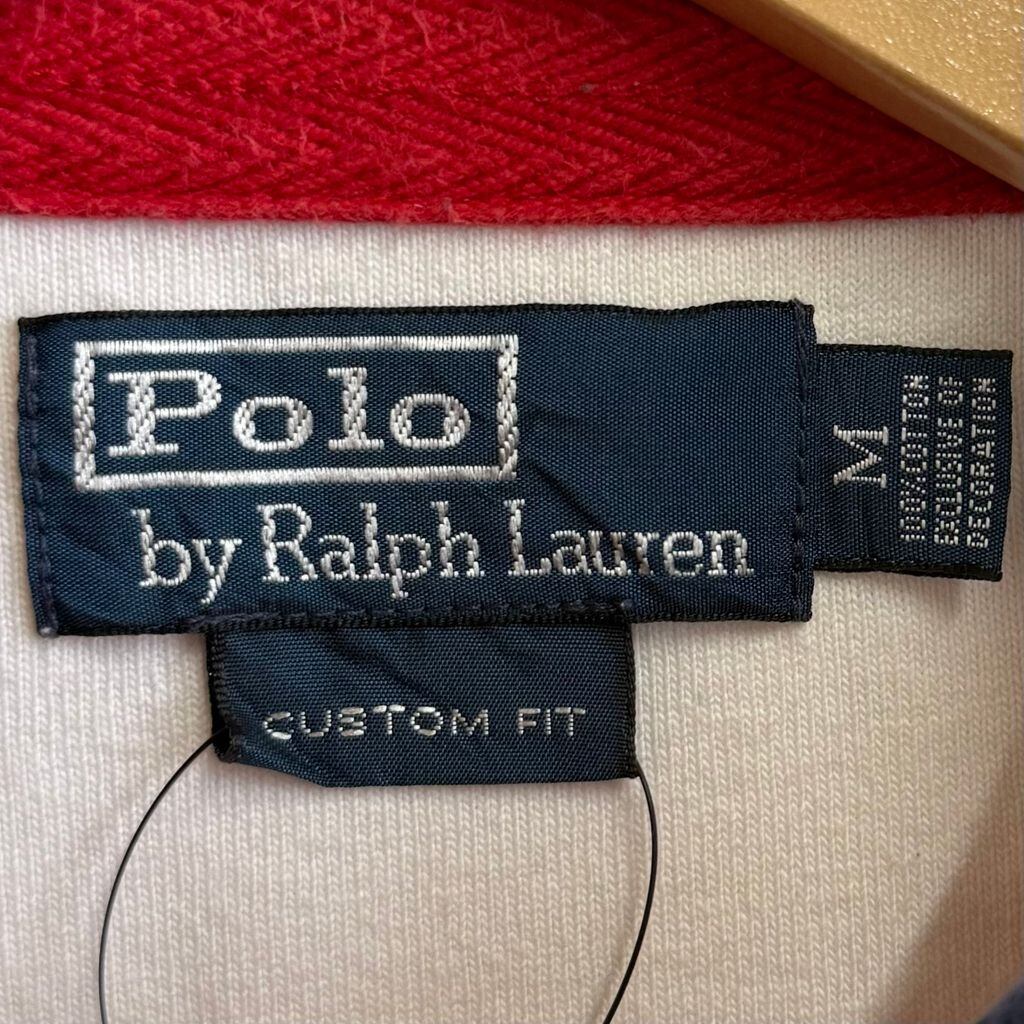 Polo
by Ralph Lauren
CUSTOM FIT
M
100% COTTON
EXCLUSIVE OF
DECORATION